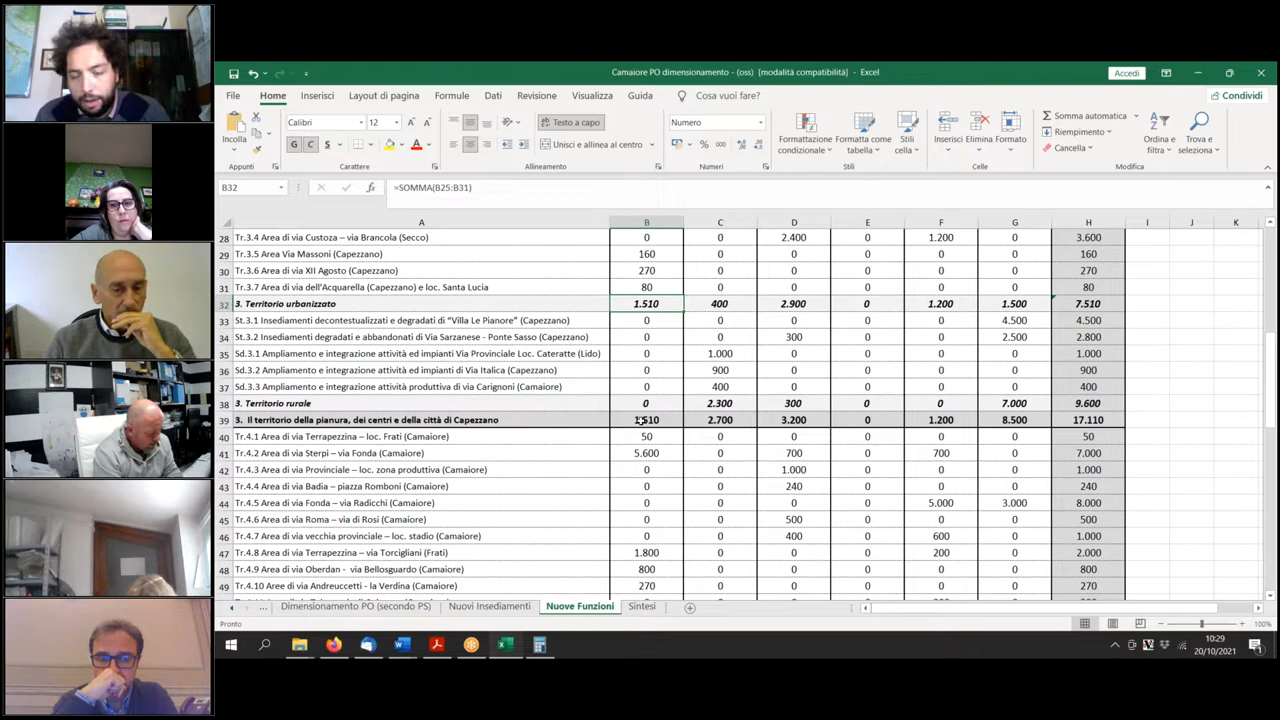 Camaiore PO dimensionamento - (oss) [modalità compatibilità] - Excel
Accedi
File Home Inserisci Layout di pagina Formule Dati Revisione Visualizza Guida Cosa vuoi fare? Condividi
Incolla
Calibri 12
Testo a capo
Numero
Formattazione condizionale
Formatta come tabella
Stili cella
Inserisci Elimina Formato
Somma automatica
Riempimento
Cancella
Ordina e filtra
Trova e seleziona
G C S
Unisci e allinea al centro
Appunti Carattere Allineamento Numeri Stili Celle Modifica
B32 =SOMMA(B25:B31)
A B C D E F G H I J K
28 Tr.3.4 Area di via Custoza – via Brancola (Secco) 0 0 2.400 0 1.200 0 3.600
29 Tr.3.5 Area Via Massoni (Capezzano) 160 0 0 0 0 0 160
30 Tr.3.6 Area di via XII Agosto (Capezzano) 270 0 0 0 0 0 270
31 Tr.3.7 Area di via dell'Acquarella (Capezzano) e loc. Santa Lucia 80 0 0 0 0 0 80
32 3. Territorio urbanizzato 1.510 400 2.900 0 1.200 1.500 7.510
33 St.3.1 Insediamenti decontestualizzati e degradati di “Villa Le Pianore” (Capezzano) 0 0 0 0 0 4.500 4.500
34 St.3.2 Insediamenti degradati e abbandonati di Via Sarzanese - Ponte Sasso (Capezzano) 0 0 300 0 0 2.500 2.800
35 Sd.3.1 Ampliamento e integrazione attività ed impianti Via Provinciale Loc. Cateratte (Lido) 0 1.000 0 0 0 0 1.000
36 Sd.3.2 Ampliamento e integrazione attività ed impianti di Via Italica (Capezzano) 0 900 0 0 0 0 900
37 Sd.3.3 Ampliamento e integrazione attività produttiva di via Carignoni (Camaiore) 0 400 0 0 0 0 400
38 3. Territorio rurale 0 2.300 300 0 0 7.000 9.600
39 3. Il territorio della pianura, dei centri e della città di Capezzano 1.510 2.700 3.200 0 1.200 8.500 17.110
40 Tr.4.1 Area di via Terrapezzina – loc. Frati (Camaiore) 50 0 0 0 0 0 50
41 Tr.4.2 Area di Sterpi – via Fonda (Camaiore) 5.600 0 700 0 700 0 7.000
42 Tr.4.3 Area di via Provinciale – loc. zona produttiva (Camaiore) 0 0 1.000 0 0 0 1.000
43 Tr.4.4 Area di via Badia – piazza Romboni (Camaiore) 0 0 240 0 0 0 240
44 Tr.4.5 Area di via Fonda – via Radicchi (Camaiore) 0 0 0 0 5.000 3.000 8.000
45 Tr.4.6 Area di via Roma – via di Rosi (Camaiore) 0 0 500 0 0 0 500
46 Tr.4.7 Area di via vecchia provinciale – loc. stadio (Camaiore) 0 0 400 0 600 0 1.000
47 Tr.4.8 Area di via Terrapezzina – via Torcigliani (Frati) 1.800 0 0 0 200 0 2.000
48 Tr.4.9 Area di via Oberdan - via Bellosguardo (Camaiore) 800 0 0 0 0 0 800
49 Tr.4.10 Aree di via Andreuccetti - la Verdina (Camaiore) 270 0 0 0 0 0 270
... Dimensionamento PO (secondo PS) Nuovi Insediamenti Nuove Funzioni Sintesi
Pronto 100%
10:29
20/10/2021